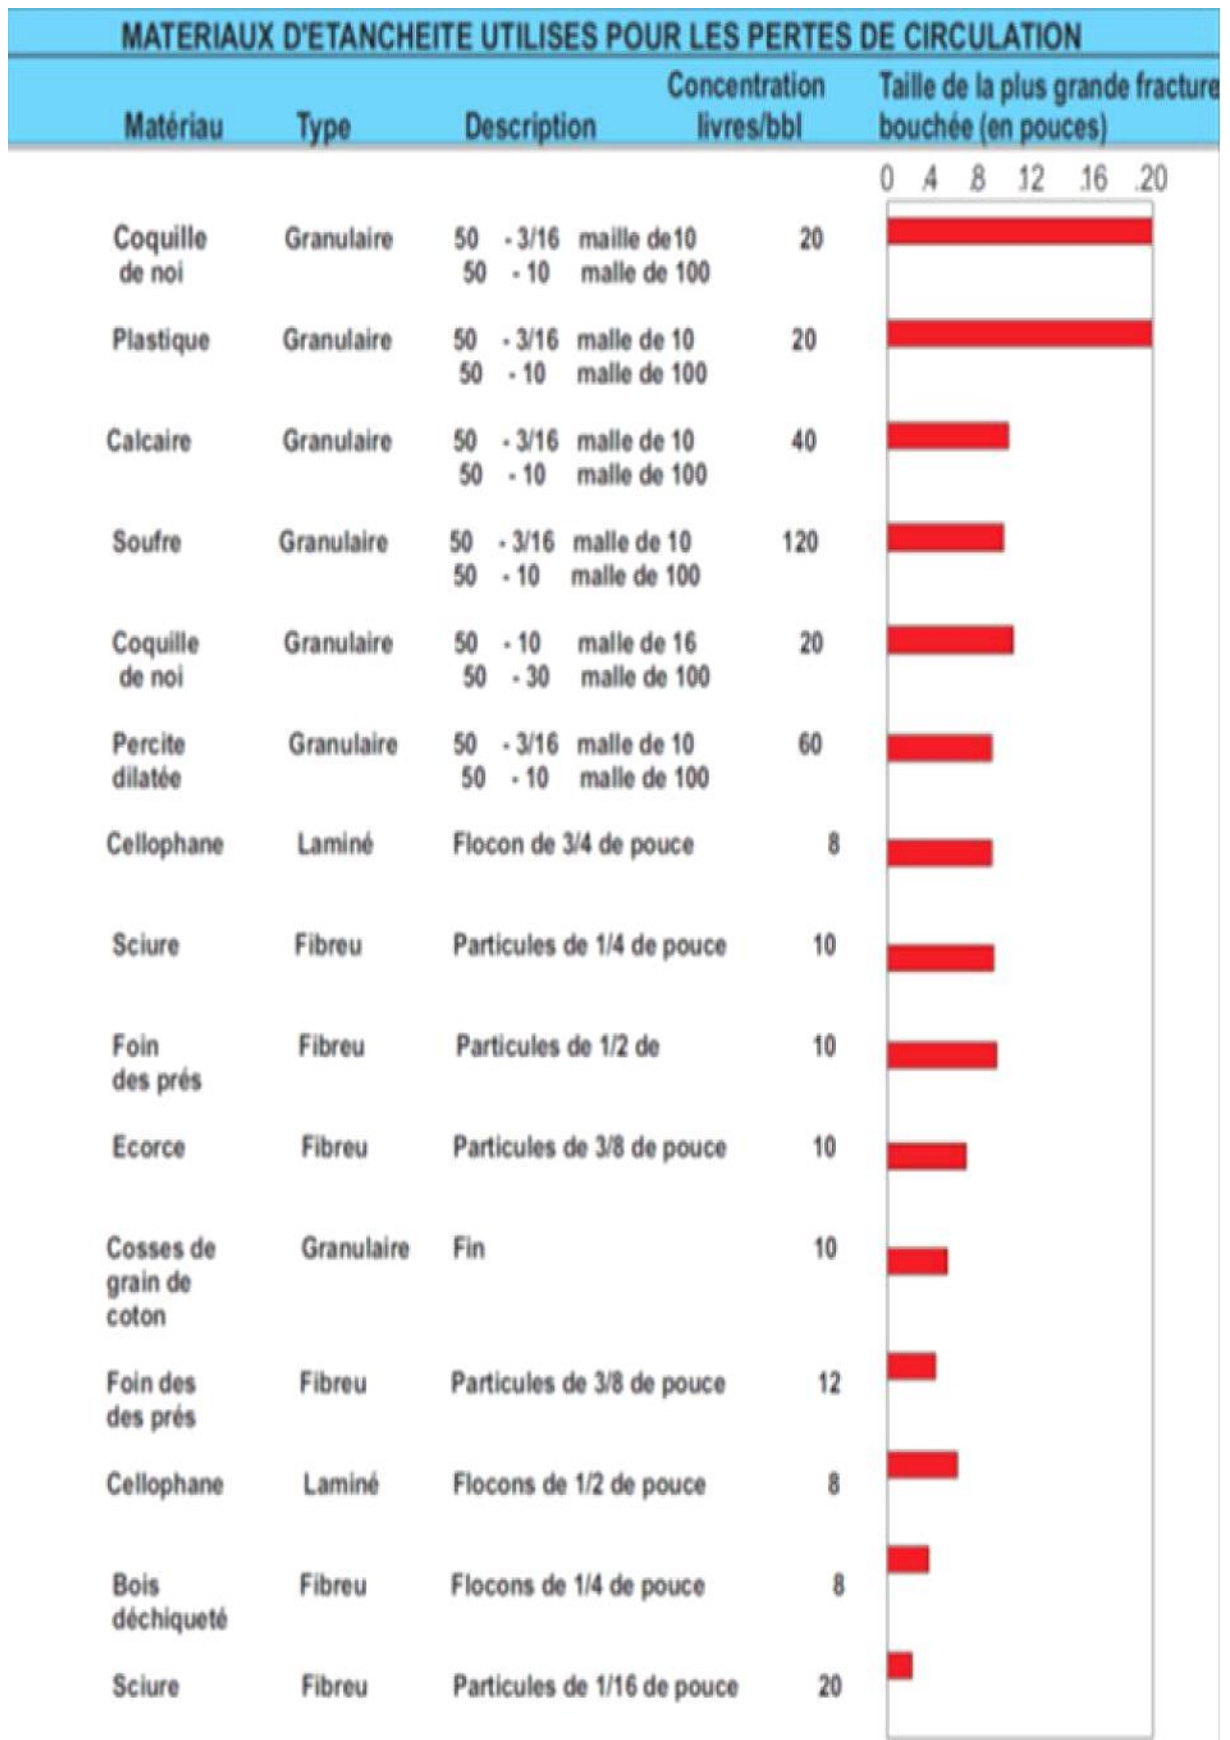 MATERIAUX D'ETANCHEITE UTILISES POUR LES PERTES DE CIRCULATION
Matériau Type Description Concentration livres/bbl Taille de la plus grande fracture bouchée (en pouces)
0 .4 .8 .12 .16 .20
Coquille Granulaire 50 - 3/16 maille de10 20
de noi 50 - 10 malle de 100
Plastique Granulaire 50 - 3/16 malle de 10 20
50 - 10 malle de 100
Calcaire Granulaire 50 - 3/16 malle de 10 40
50 - 10 malle de 100
Soufre Granulaire 50 - 3/16 malle de 10 120
50 - 10 malle de 100
Coquille Granulaire 50 - 10 malle de 16 20
de noi 50 - 30 malle de 100
Percite Granulaire 50 - 3/16 malle de 10 60
dilatée 50 - 10 malle de 100
Cellophane Laminé Flocon de 3/4 de pouce 8
Sciure Fibreu Particules de 1/4 de pouce 10
Foin Fibreu Particules de 1/2 de 10
des prés
Ecorce Fibreu Particules de 3/8 de pouce 10
Cosses de Granulaire Fin 10
grain de
coton
Foin des Fibreu Particules de 3/8 de pouce 12
des prés
Cellophane Laminé Flocons de 1/2 de pouce 8
Bois Fibreu Flocons de 1/4 de pouce 8
déchiqueté
Sciure Fibreu Particules de 1/16 de pouce 20